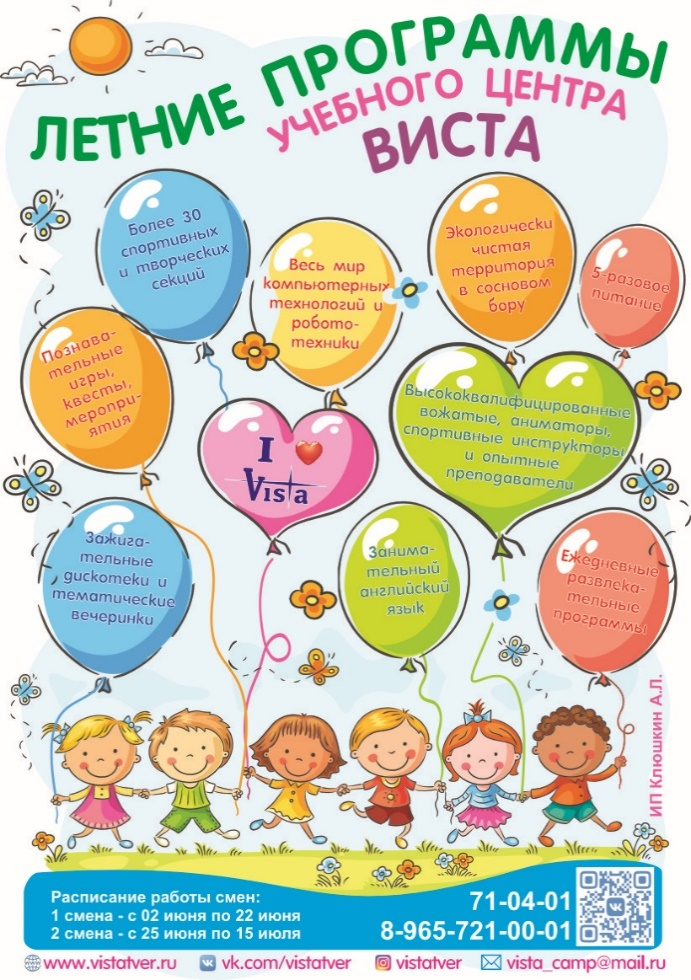 ЛЕТНИЕ ПРОГРАММЫ
УЧЕБНОГО ЦЕНТРА
ВИСТА
Более 30
спортивных
и творческих
секций
Весь мир
компьютерных
технологий и
робото-
техники
Экологически
чистая
территория
в сосновом
бору
5-разовое
питание
Познава-
тельные
игры,
квесты,
меропри-
ятия
I
Vista
Высококвалифицированные
вожатые, аниматоры,
спортивные инструкторы
и опытные
преподаватели
Зажига-
тельные
дискотеки и
тематические
вечеринки
Занима-
тельный
английский
язык
Ежедневные
развлека-
тельные
программы
ИП Клюшкин А.Л.
Расписание работы смен:
1 смена - с 02 июня по 22 июня
2 смена - с 25 июня по 15 июля
71-04-01
8-965-721-00-01
www.vistatver.ru vk.com/vistatver vistatver vista_camp@mail.ru